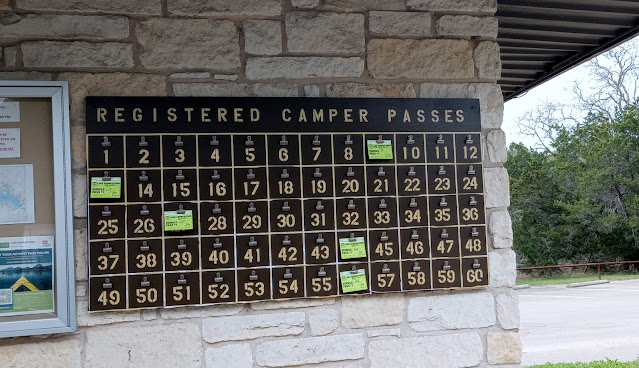 REGISTERED CAMPER PASSES
1 2 3 4 5 6 7 8 10 11 12
14 15 16 17 18 19 20 21 22 23 24
25 26 28 29 30 31 32 33 34 35 36
37 38 39 40 41 42 43 45 46 47 48
49 50 51 52 53 54 55 57 58 59 60